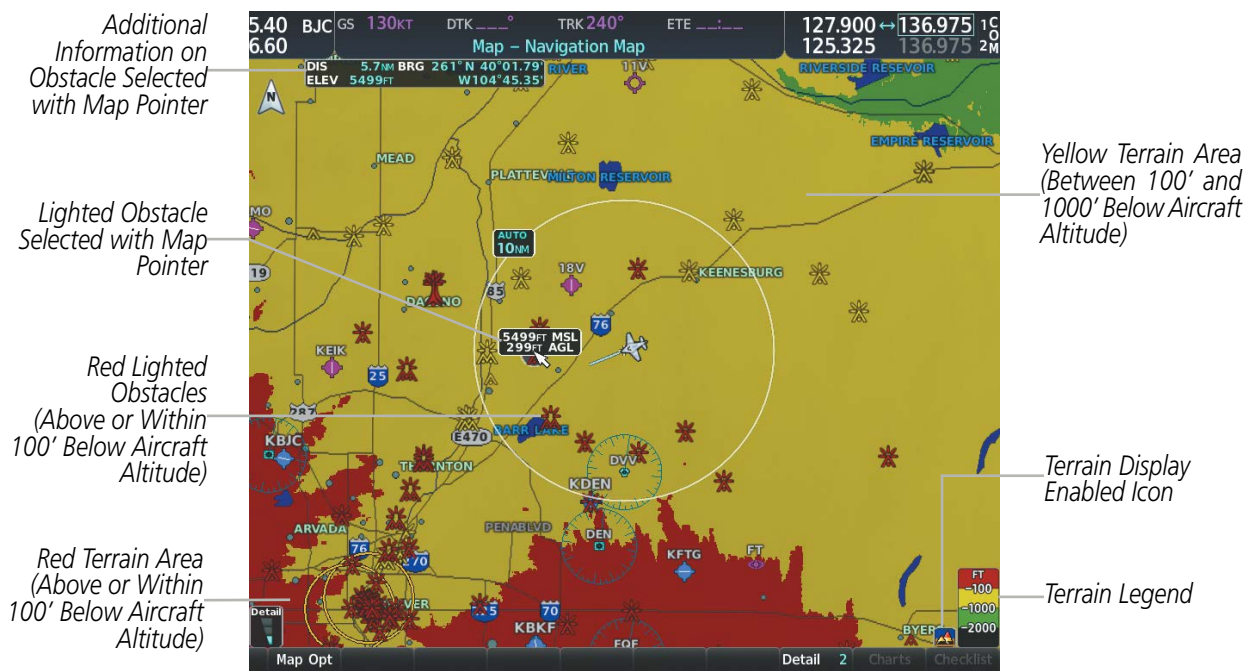 Additional
Information on
Obstacle Selected
with Map Pointer
Lighted Obstacle
Selected with Map
Pointer
Red Lighted
Obstacles
(Above or Within
100' Below Aircraft
Altitude)
Red Terrain Area
(Above or Within
100' Below Aircraft
Altitude)
5.40 BJC GS 130KT DTK ___° TRK 240° ETE __:__ 127.900 ↔ 136.975 1 C
6.60 Map – Navigation Map 125.325 136.975 2 O M
DIS 5.7NM BRG 261° N 40°01.79'
ELEV 5499FT W104°45.35'
RIVER
11V
RIVERSIDE RESEVOIR
N
EMPIRE RESERVOIR
MEAD
PLATTEVILLE
MILTON RESERVOIR
MO
AUTO
10NM
19
18V
KEENESBURG
85
DACONO
76
5499FT MSL
299FT AGL
KEIK
25
287
BARR LAKE
E470
KBJC
THORNTON
DVV
KDEN
ARVADA
PENABLVD
DEN
76
270
KFTG
FT
VER
70
KBKF
FQF
BYER
Detail
FT
-100
-1000
-2000
Map Opt Detail 2 Charts Checklist
Yellow Terrain Area
(Between 100' and
1000' Below Aircraft
Altitude)
Terrain Display
Enabled Icon
Terrain Legend